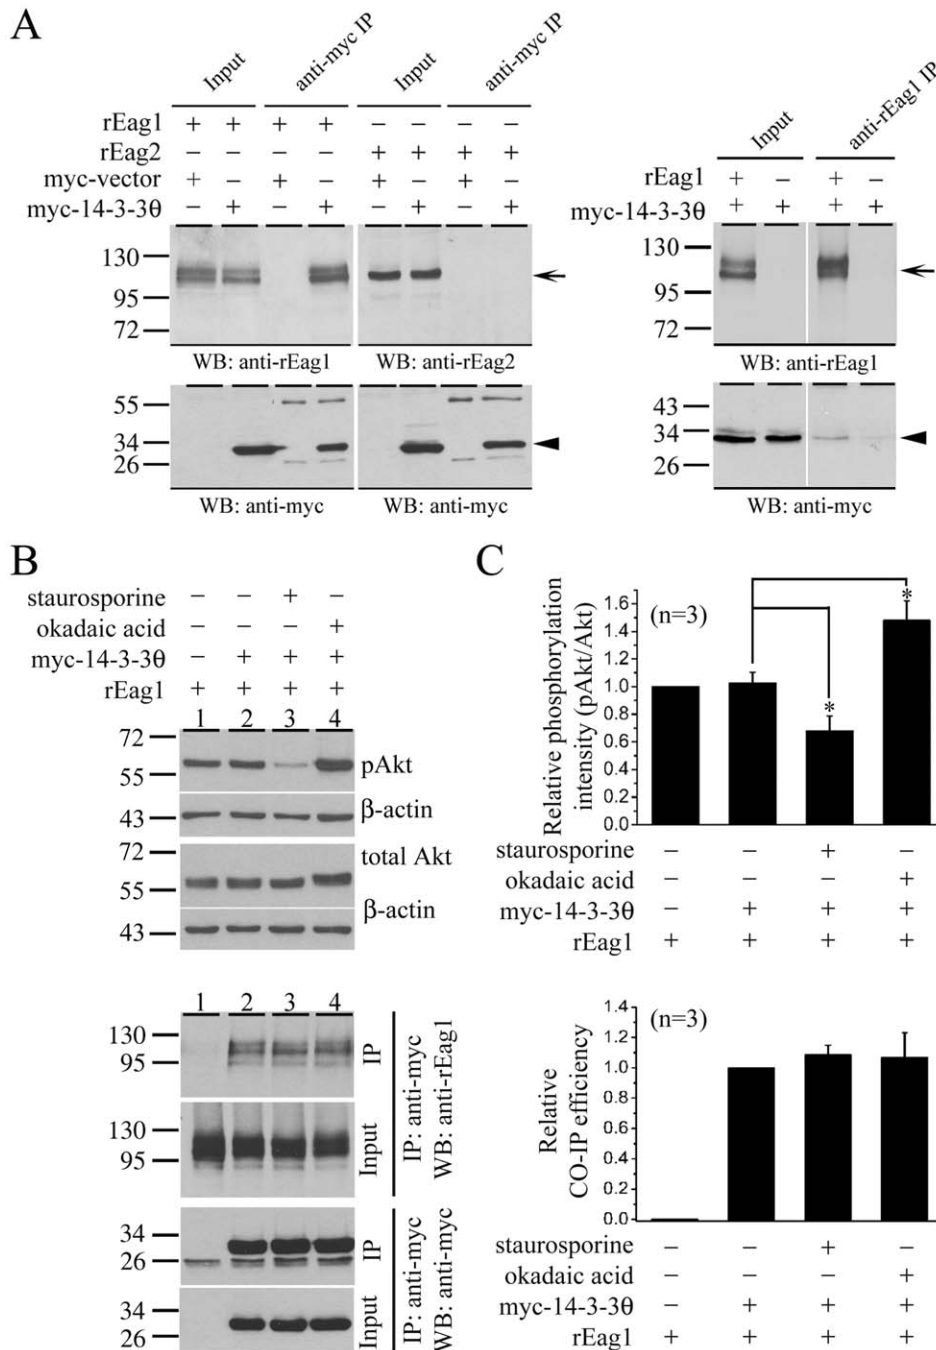 A
Input anti-myc IP Input anti-myc IP
rEag1 + + + + − − − −
rEag2 − − − − + + + +
myc-vector + − + − + − + −
myc-14-3-3θ − + − + − + − +
130
95
72
WB: anti-rEag1 WB: anti-rEag2
55
34
26
WB: anti-myc WB: anti-myc
Input anti-rEag1 IP
rEag1 + − + −
myc-14-3-3θ + + + +
130
95
72
WB: anti-rEag1
43
34
26
WB: anti-myc
B
staurosporine − − + −
okadaic acid − − − +
myc-14-3-3θ − + + +
rEag1 + + + +
1 2 3 4
72
55
pAkt
43
β-actin
72
55
total Akt
43
β-actin
1 2 3 4
130
95
IP
130
95
Input
IP: anti-myc
WB: anti-rEag1
34
26
IP
34
26
Input
IP: anti-myc
WB: anti-myc
C
Relative phosphorylation
intensity (pAkt/Akt)
1.6
1.4
1.2
1.0
0.8
0.6
0.4
0.2
0.0
(n=3)
*
*
staurosporine − − + −
okadaic acid − − − +
myc-14-3-3θ − + + +
rEag1 + + + +
Relative
CO-IP efficiency
1.4
1.2
1.0
0.8
0.6
0.4
0.2
0.0
(n=3)
staurosporine − − + −
okadaic acid − − − +
myc-14-3-3θ − + + +
rEag1 + + + +